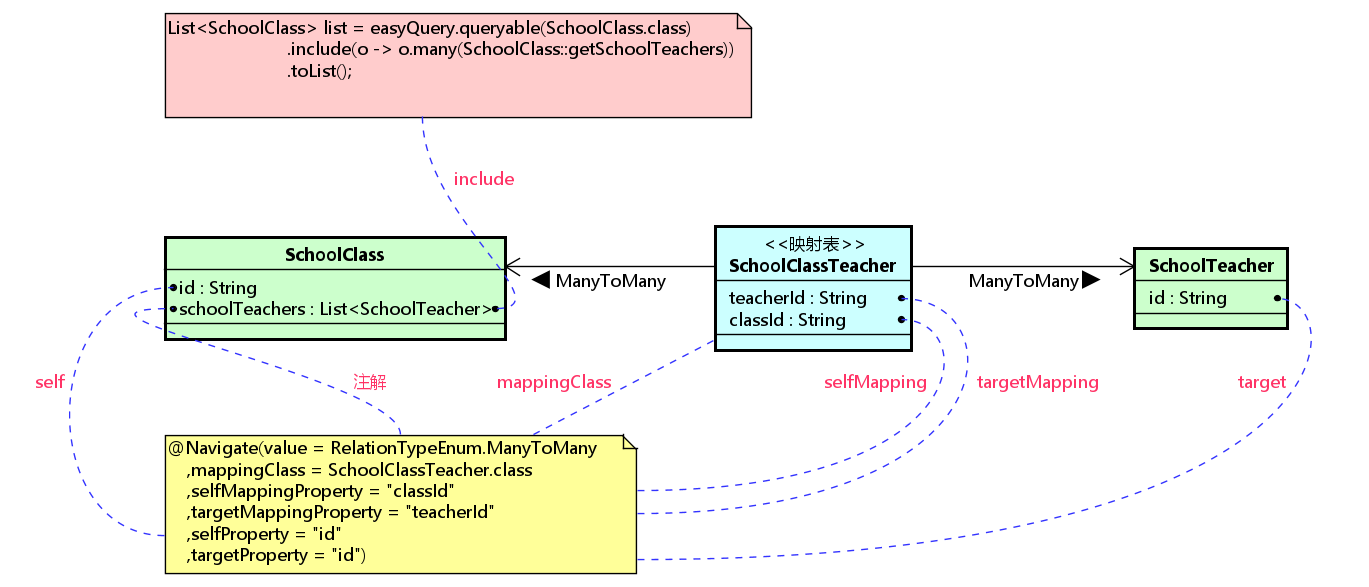 List<SchoolClass> list = easyQuery.queryable(SchoolClass.class)
.include(o -> o.many(SchoolClass::getSchoolTeachers))
.toList();
include
SchoolClass
id : String
schoolTeachers : List<SchoolTeacher>
ManyToMany
<<映射表>>
SchoolClassTeacher
teacherId : String
classId : String
ManyToMany
SchoolTeacher
id : String
self
注解
mappingClass
selfMapping
targetMapping
target
@Navigate(value = RelationTypeEnum.ManyToMany
,mappingClass = SchoolClassTeacher.class
,selfMappingProperty = "classId"
,targetMappingProperty = "teacherId"
,selfProperty = "id"
,targetProperty = "id")